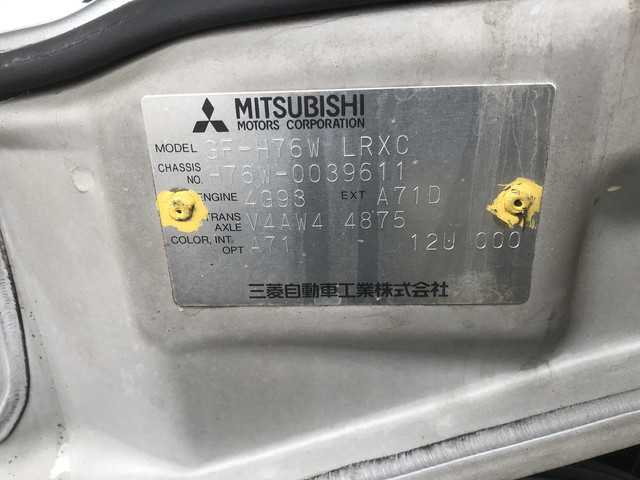 MITSUBISHI
MOTORS CORPORATION
MODEL GF-H76W LRXC
CHASSIS NO. H76W-0039611
ENGINE 4G93 EXT A71D
TRANS AXLE V4AW4 4875
COLOR, INT, OPT A71 - 12U 000
三菱自動車工業株式会社